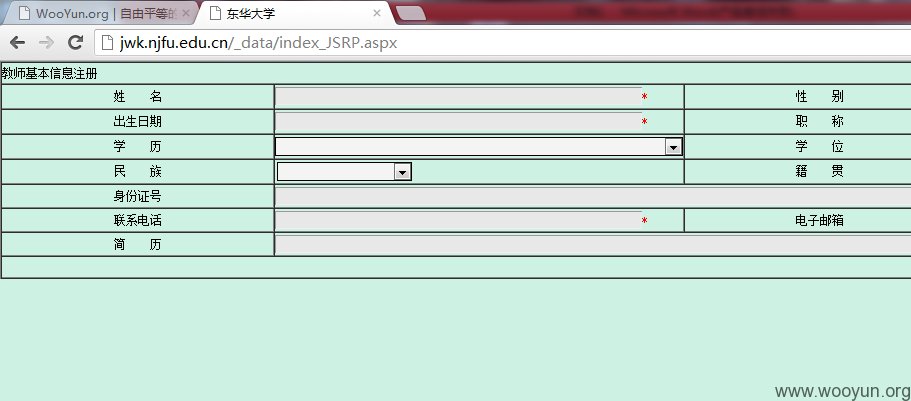 WooYun.org | 自由平等的
东华大学
jwk.njfu.edu.cn/_data/index_JSRP.aspx
教师基本信息注册
姓 名 * 性 别
出生日期 * 职 称
学 历 学 位
民 族 籍 贯
身份证号
联系电话 * 电子邮箱
简 历
www.wooyun.org